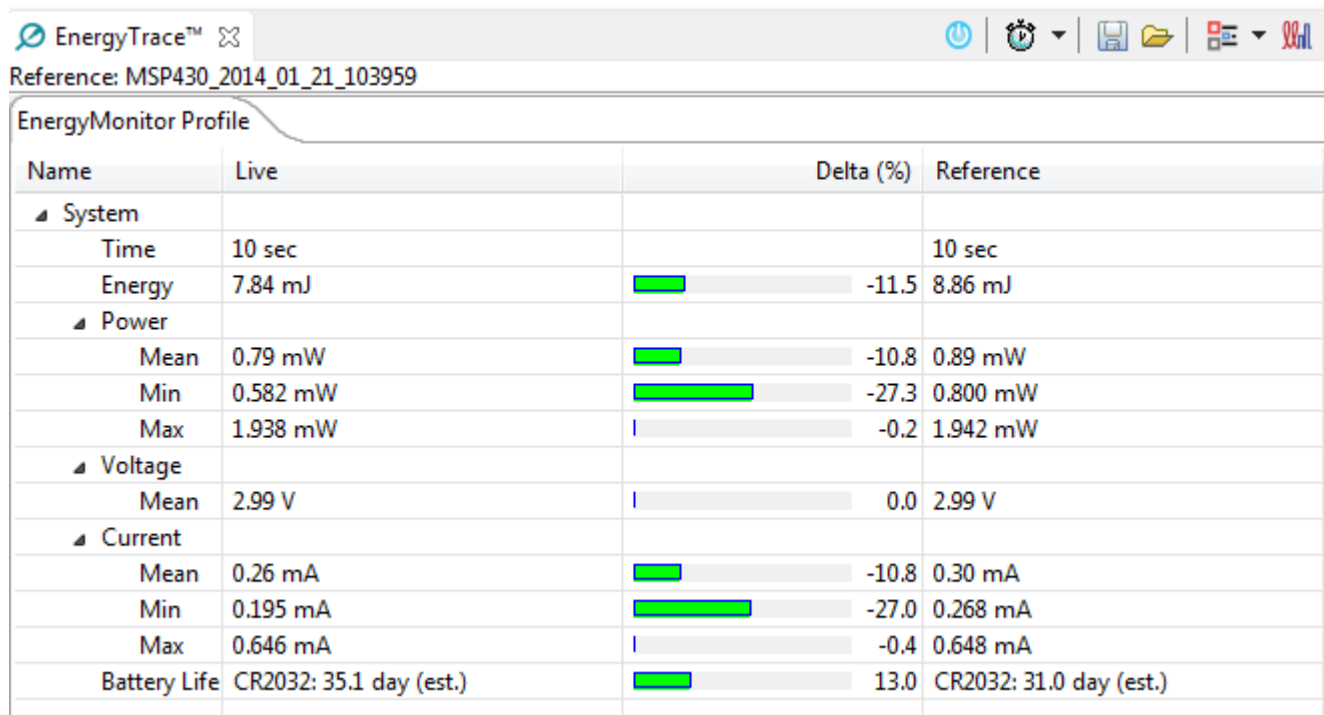 EnergyTrace™
Reference: MSP430_2014_01_21_103959
EnergyMonitor Profile
Name Live Delta (%) Reference
System
Time 10 sec 10 sec
Energy 7.84 mJ -11.5 8.86 mJ
Power
Mean 0.79 mW -10.8 0.89 mW
Min 0.582 mW -27.3 0.800 mW
Max 1.938 mW -0.2 1.942 mW
Voltage
Mean 2.99 V 0.0 2.99 V
Current
Mean 0.26 mA -10.8 0.30 mA
Min 0.195 mA -27.0 0.268 mA
Max 0.646 mA -0.4 0.648 mA
Battery Life CR2032: 35.1 day (est.) 13.0 CR2032: 31.0 day (est.)